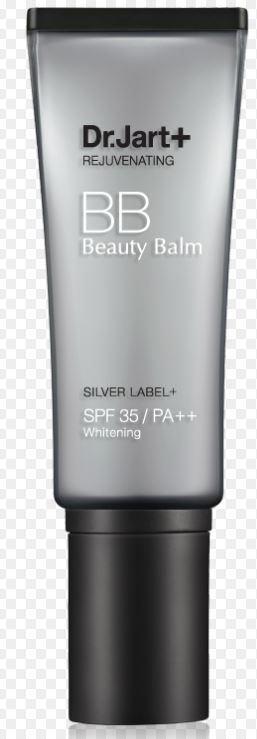 Dr.Jart+
REJUVENATING
BB
Beauty Balm
SILVER LABEL+
SPF 35 / PA++
Whitening